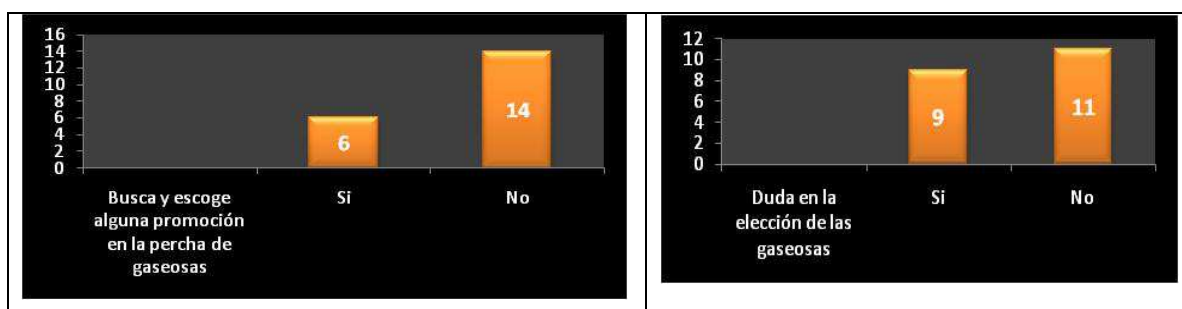 16
14
12
10
8
6
4
2
0
6
14
Busca y escoge
alguna promoción
en la percha de
gaseosas
Si
No
12
10
8
6
4
2
0
9
11
Duda en la
elección de las
gaseosas
Si
No